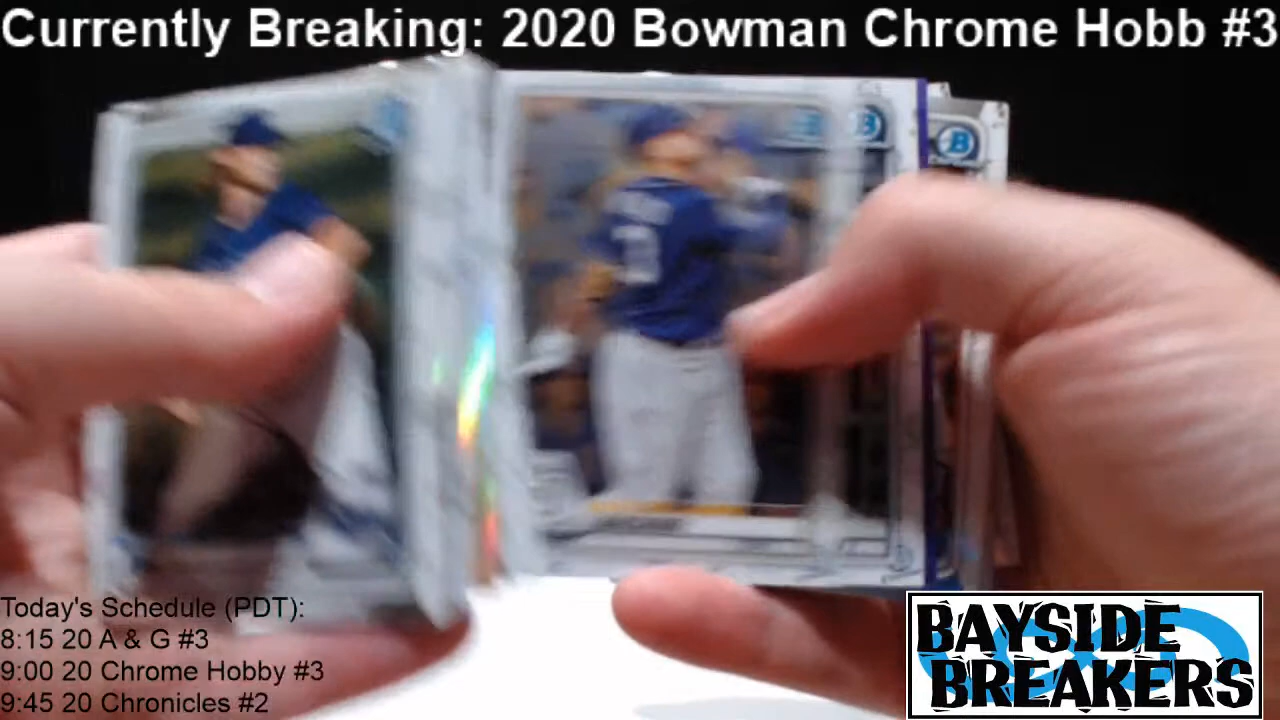 Currently Breaking: 2020 Bowman Chrome Hobb #3
B
B
B
Today's Schedule (PDT):
8:15 20 A & G #3
9:00 20 Chrome Hobby #3
9:45 20 Chronicles #2
BAYSIDE
BREAKERS